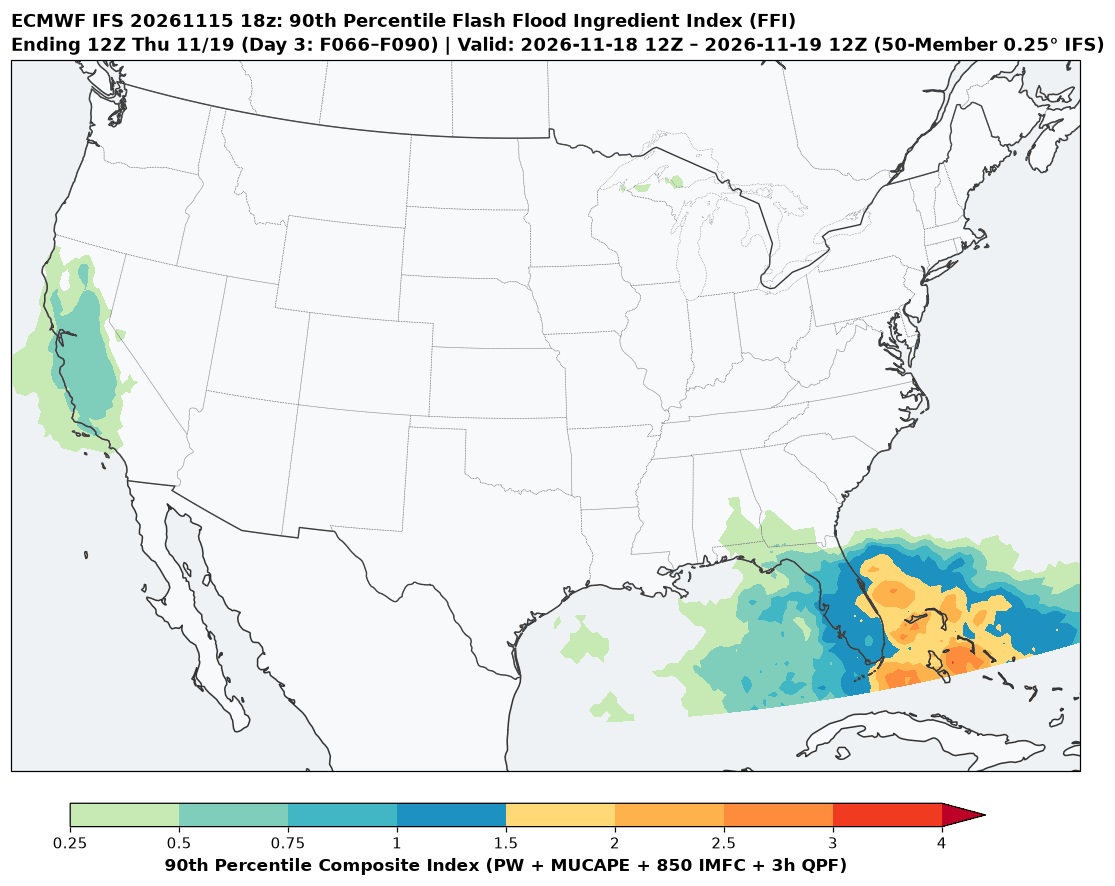 ECMWF IFS 20261115 18z: 90th Percentile Flash Flood Ingredient Index (FFI)
Ending 12Z Thu 11/19 (Day 3: F066–F090) | Valid: 2026-11-18 12Z – 2026-11-19 12Z (50-Member 0.25° IFS)
0.25 0.5 0.75 1 1.5 2 2.5 3 4
90th Percentile Composite Index (PW + MUCAPE + 850 IMFC + 3h QPF)